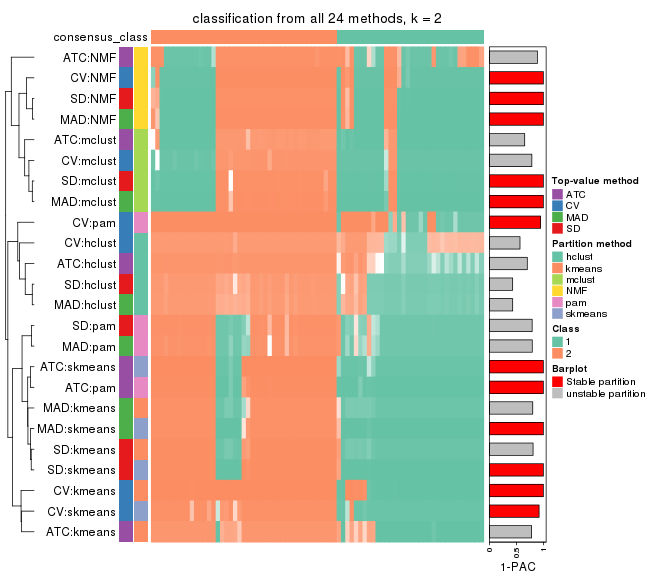 classification from all 24 methods, k = 2
consensus_class
ATC:NMF
CV:NMF
SD:NMF
MAD:NMF
ATC:mclust
CV:mclust
SD:mclust
MAD:mclust
CV:pam
CV:hclust
ATC:hclust
SD:hclust
MAD:hclust
SD:pam
MAD:pam
ATC:skmeans
ATC:pam
MAD:kmeans
MAD:skmeans
SD:kmeans
SD:skmeans
CV:kmeans
CV:skmeans
ATC:kmeans
0
0.5
1
1-PAC
Top-value method
ATC
CV
MAD
SD
Partition method
hclust
kmeans
mclust
NMF
pam
skmeans
Class
1
2
Barplot
Stable partition
unstable partition